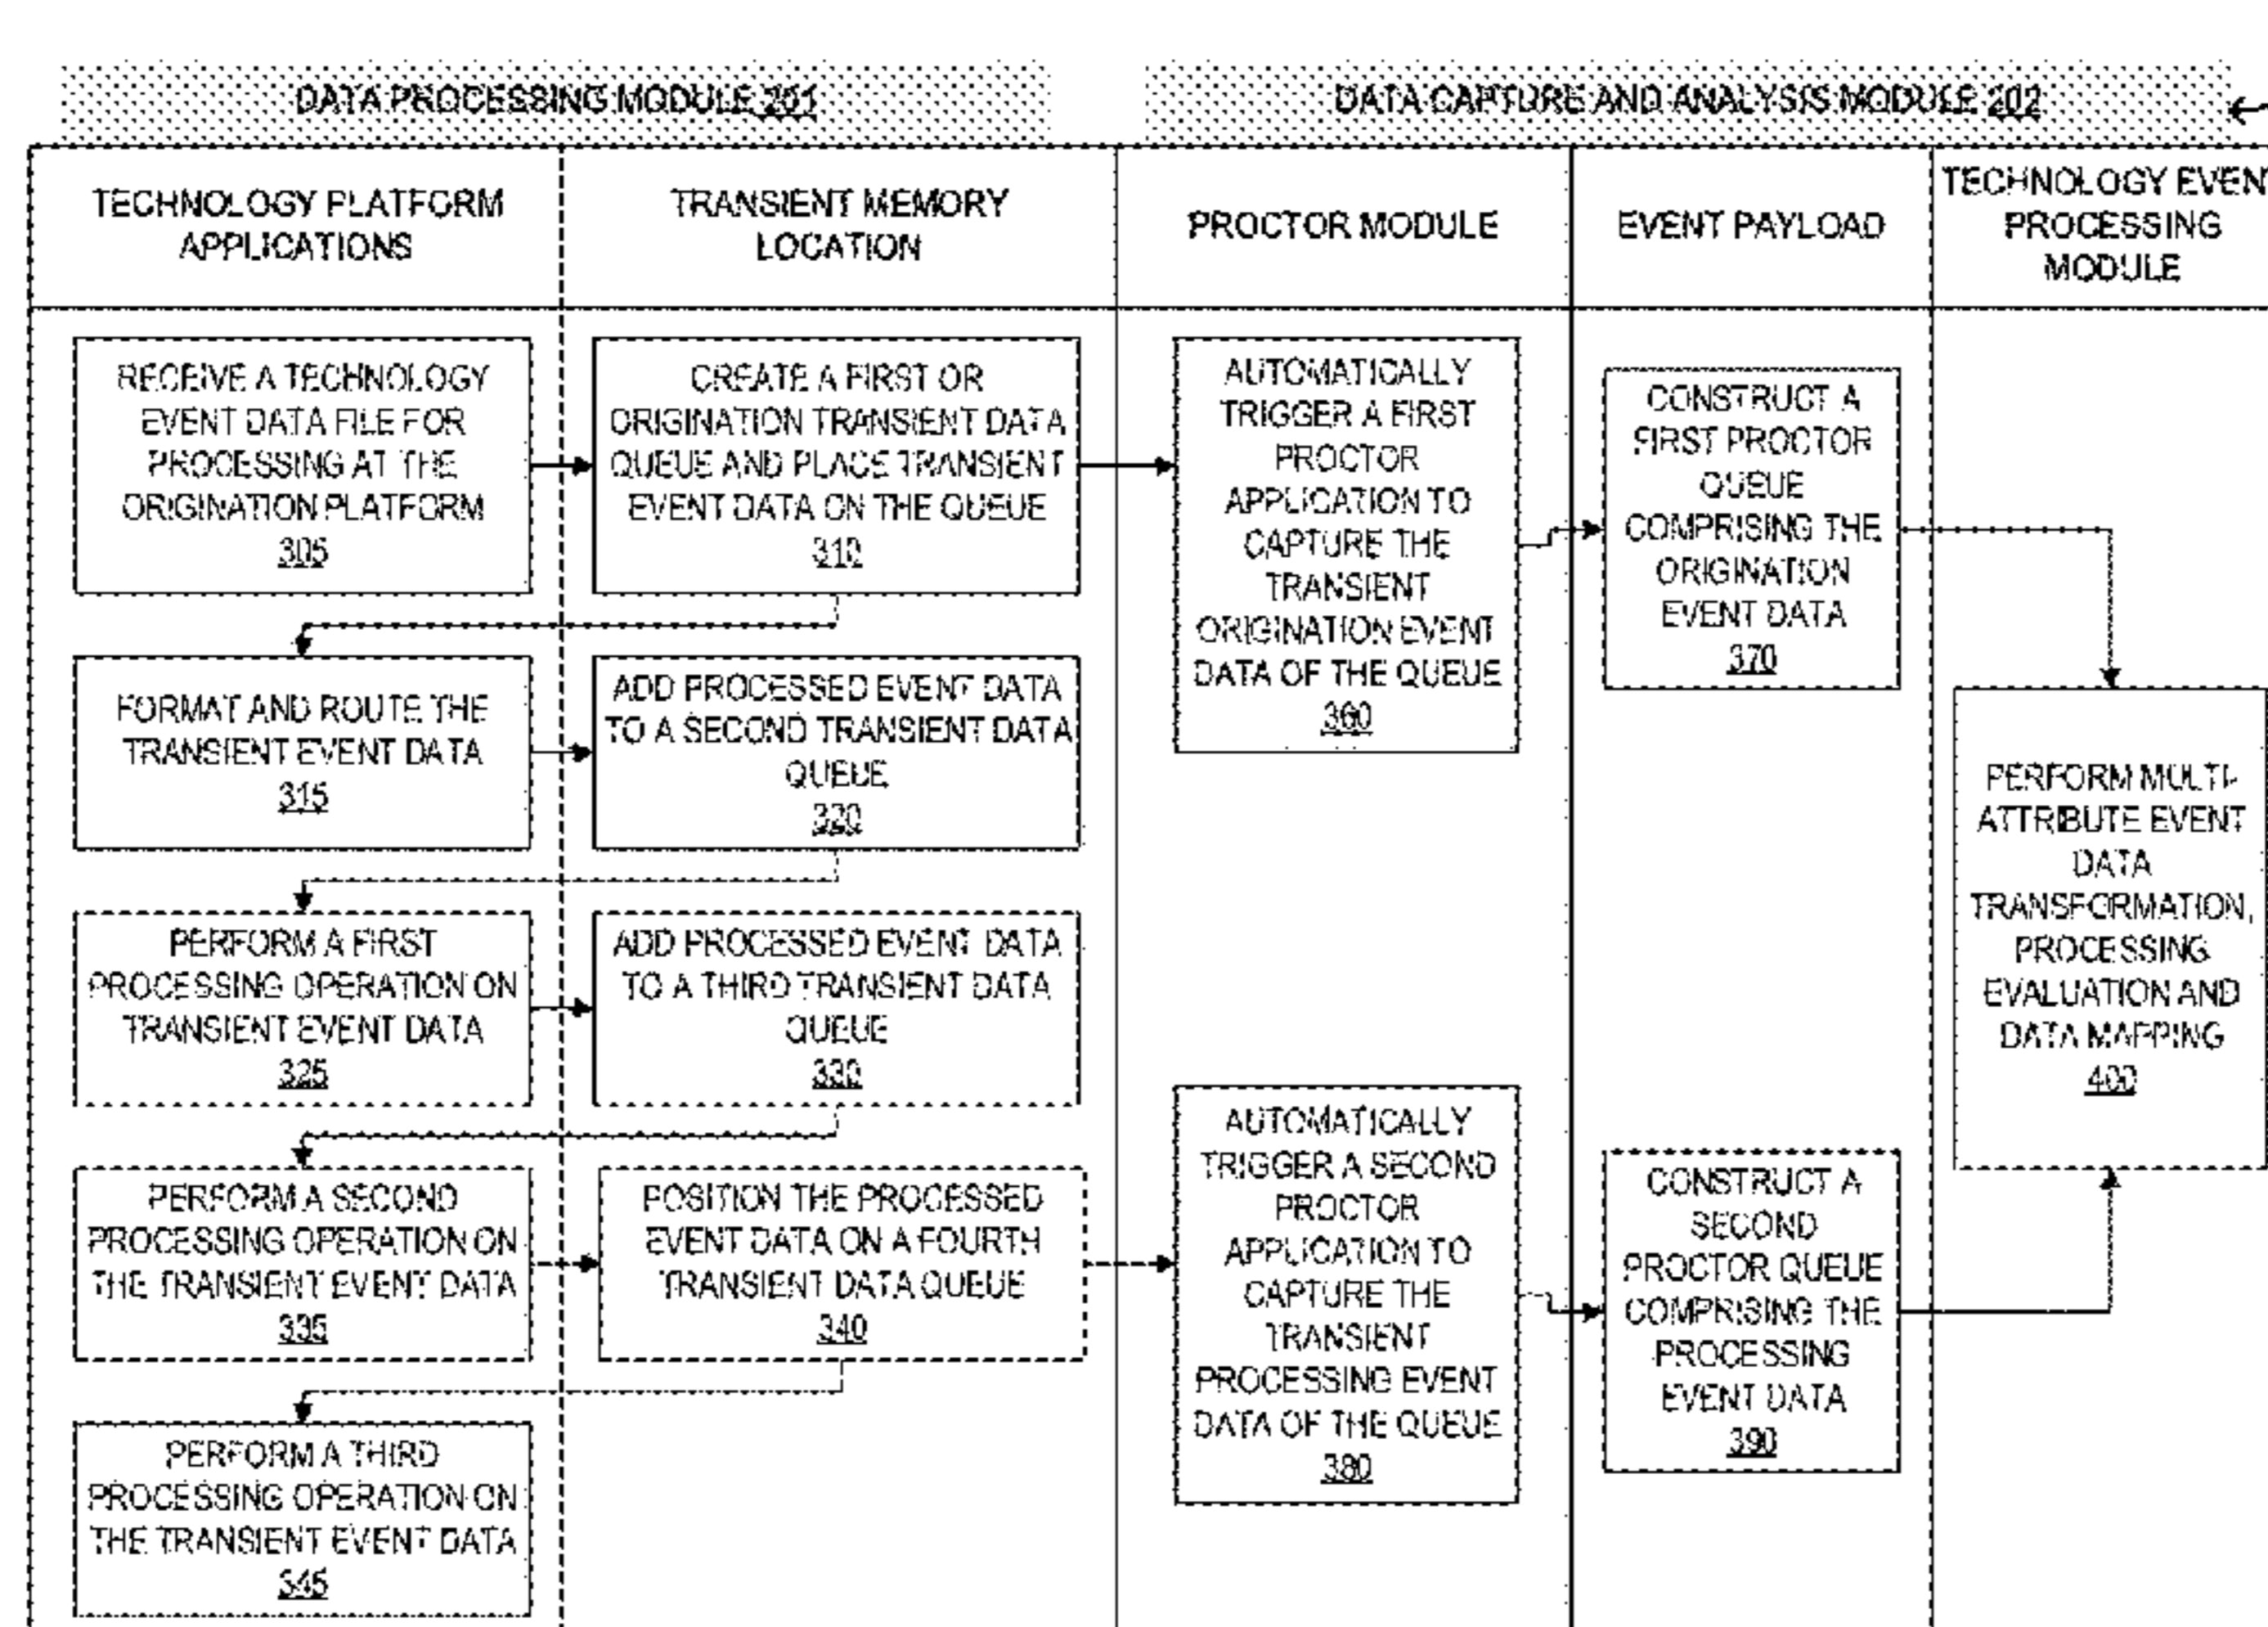 DATA PROCESSING MODULE 201
DATA CAPTURE AND ANALYSIS MODULE 202
TECHNOLOGY PLATFORM
APPLICATIONS
TRANSIENT MEMORY
LOCATION
PROCTOR MODULE
EVENT PAYLOAD
TECHNOLOGY EVENT
PROCESSING
MODULE
RECEIVE A TECHNOLOGY
EVENT DATA FILE FOR
PROCESSING AT THE
ORIGINATION PLATFORM
305
CREATE A FIRST OR
ORIGINATION TRANSIENT DATA
QUEUE AND PLACE TRANSIENT
EVENT DATA ON THE QUEUE
310
AUTOMATICALLY
TRIGGER A FIRST
PROCTOR
APPLICATION TO
CAPTURE THE
TRANSIENT
ORIGINATION EVENT
DATA OF THE QUEUE
360
CONSTRUCT A
FIRST PROCTOR
QUEUE
COMPRISING THE
ORIGINATION
EVENT DATA
370
FORMAT AND ROUTE THE
TRANSIENT EVENT DATA
315
ADD PROCESSED EVENT DATA
TO A SECOND TRANSIENT DATA
QUEUE
320
PERFORM MULTI-
ATTRIBUTE EVENT
DATA
TRANSFORMATION,
PROCESSING
EVALUATION AND
DATA MAPPING
400
PERFORM A FIRST
PROCESSING OPERATION ON
TRANSIENT EVENT DATA
325
ADD PROCESSED EVENT DATA
TO A THIRD TRANSIENT DATA
QUEUE
330
PERFORM A SECOND
PROCESSING OPERATION ON
THE TRANSIENT EVENT DATA
335
POSITION THE PROCESSED
EVENT DATA ON A FOURTH
TRANSIENT DATA QUEUE
340
AUTOMATICALLY
TRIGGER A SECOND
PROCTOR
APPLICATION TO
CAPTURE THE
TRANSIENT
PROCESSING EVENT
DATA OF THE QUEUE
380
CONSTRUCT A
SECOND
PROCTOR QUEUE
COMPRISING THE
PROCESSING
EVENT DATA
390
PERFORM A THIRD
PROCESSING OPERATION ON
THE TRANSIENT EVENT DATA
345